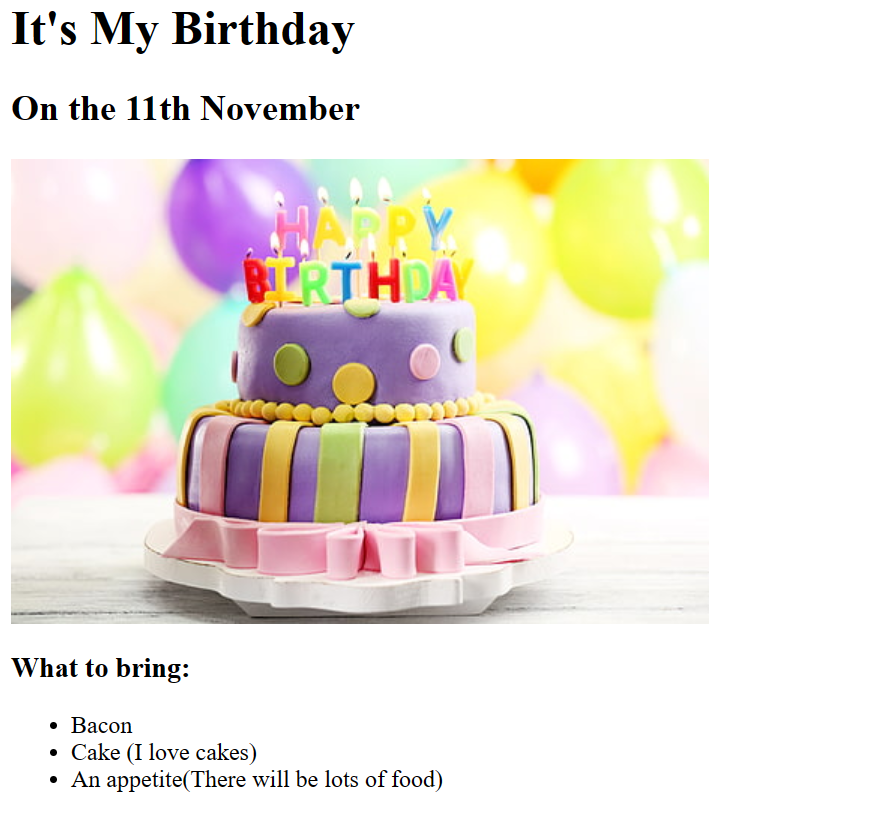 It's My Birthday
On the 11th November
HAPPY
BIRTHDAY
What to bring:
Bacon
Cake (I love cakes)
An appetite(There will be lots of food)